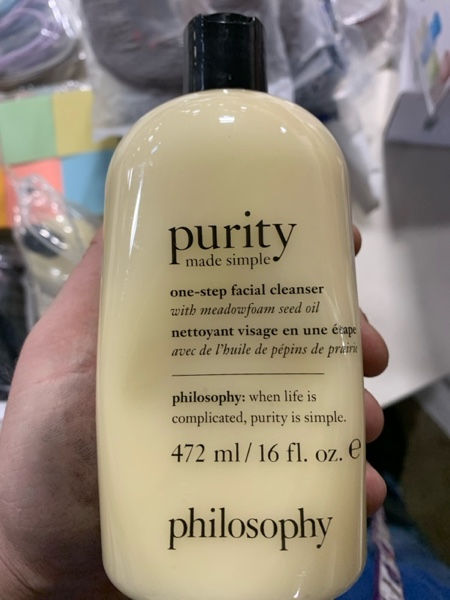 purity
made simple
one-step facial cleanser
with meadowfoam seed oil
nettoyant visage en une étape
avec de l'huile de pépins de prairie
philosophy: when life is
complicated, purity is simple.
472 ml / 16 fl. oz. ℮
philosophy